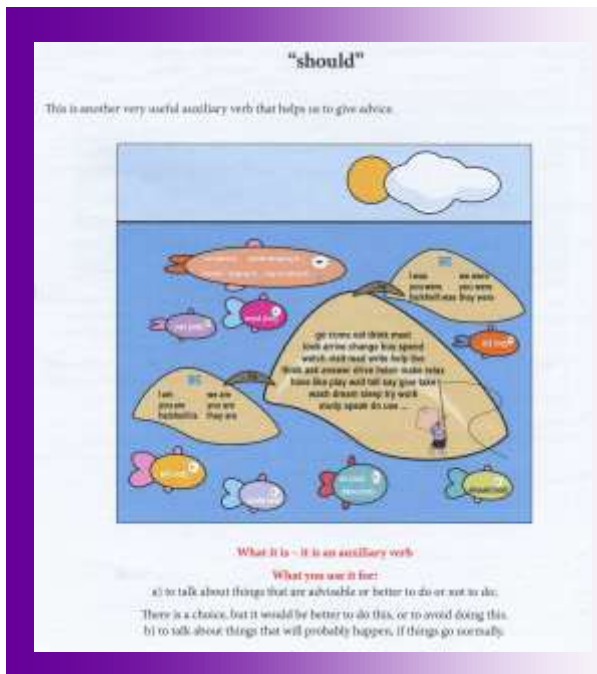 “should”
This is another very useful auxiliary verb that helps us to give advice.
I was we were
you were you were
he/she/it was they were
go come eat drink meet
look arrive change buy spend
watch visit read write help live
think ask answer drive listen make relax
have like play wait tell say give take
wash dream sleep try work
study speak do use ...
I am we are
you are you are
he/she/it is they are
What it is – it is an auxiliary verb
What you use it for:
a) to talk about things that are advisable or better to do or not to do.
There is a choice, but it would be better to do this, or to avoid doing this.
b) to talk about things that will probably happen, if things go normally.